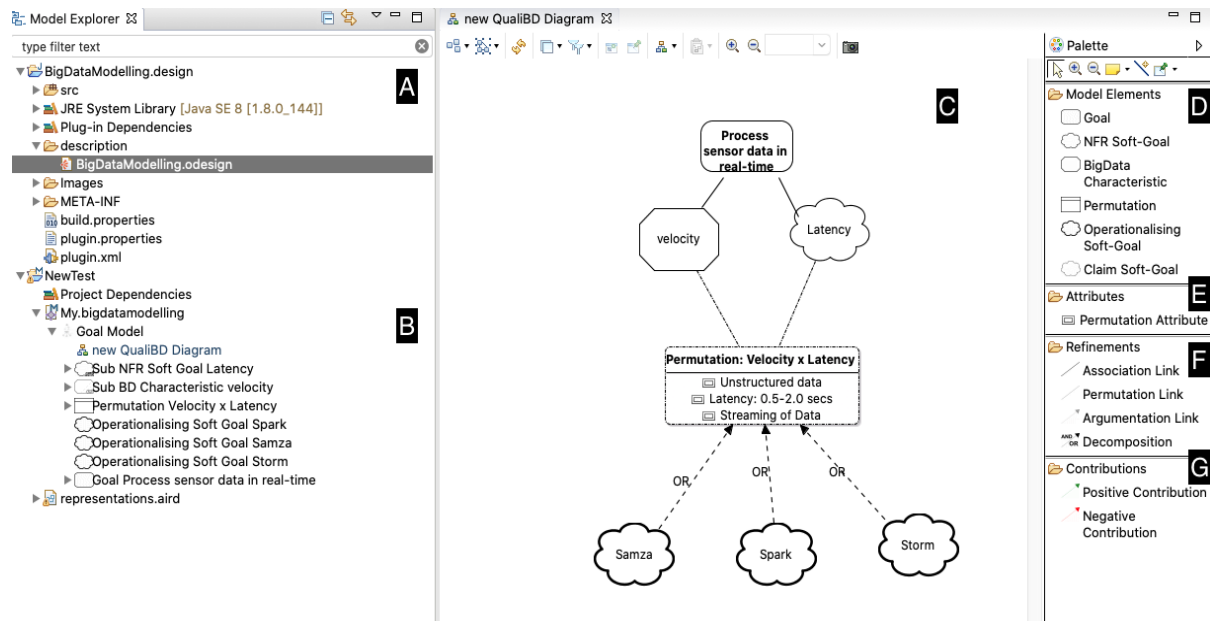 Model Explorer
type filter text
BigDataModelling.design
A
src
JRE System Library [Java SE 8 [1.8.0_144]]
Plug-in Dependencies
description
BigDataModelling.odesign
Images
META-INF
build.properties
plugin.properties
plugin.xml
NewTest
Project Dependencies
My.bigdatamodelling
B
Goal Model
new QualiBD Diagram
Sub NFR Soft Goal Latency
Sub BD Characteristic velocity
Permutation Velocity x Latency
Operationalising Soft Goal Spark
Operationalising Soft Goal Samza
Operationalising Soft Goal Storm
Goal Process sensor data in real-time
representations.aird
new QualiBD Diagram
C
Process
sensor data in
real-time
velocity
Latency
Permutation: Velocity x Latency
Unstructured data
Latency: 0.5-2.0 secs
Streaming of Data
OR
OR
OR
Samza
Spark
Storm
Palette
Model Elements
D
Goal
NFR Soft-Goal
BigData
Characteristic
Permutation
Operationalising
Soft-Goal
Claim Soft-Goal
Attributes
E
Permutation Attribute
Refinements
F
Association Link
Permutation Link
Argumentation Link
AND
OR
Decomposition
Contributions
G
Positive Contribution
Negative
Contribution